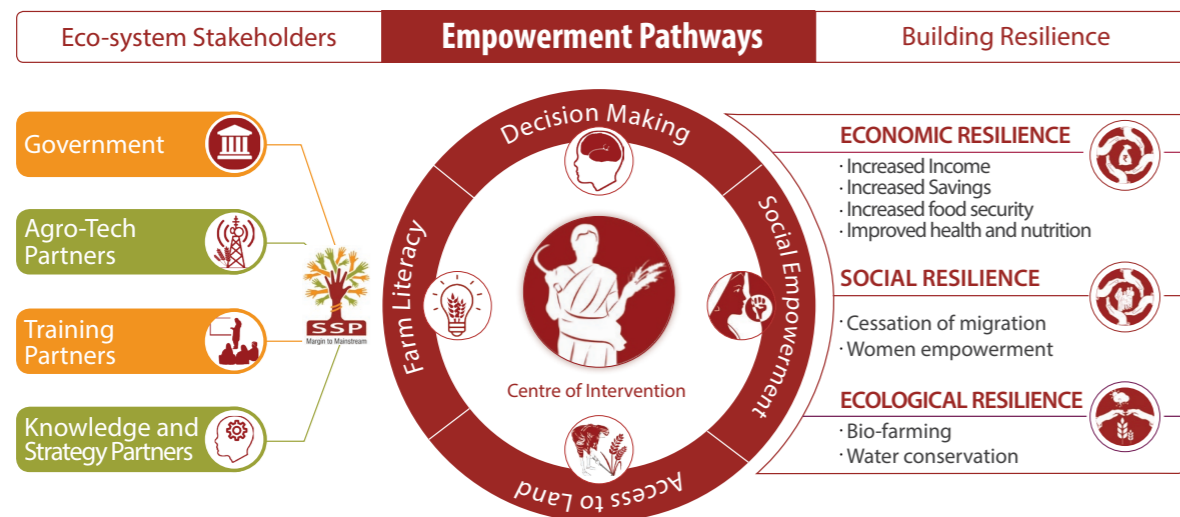 Eco-system Stakeholders
Empowerment Pathways
Building Resilience
Government
Agro-Tech
Partners
Training
Partners
Knowledge and
Strategy Partners
SSP
Margin to Mainstream
Decision Making
Social Empowerment
Access to Land
Farm Literacy
Centre of Intervention
ECONOMIC RESILIENCE
· Increased Income
· Increased Savings
· Increased food security
· Improved health and nutrition
SOCIAL RESILIENCE
· Cessation of migration
· Women empowerment
ECOLOGICAL RESILIENCE
· Bio-farming
· Water conservation